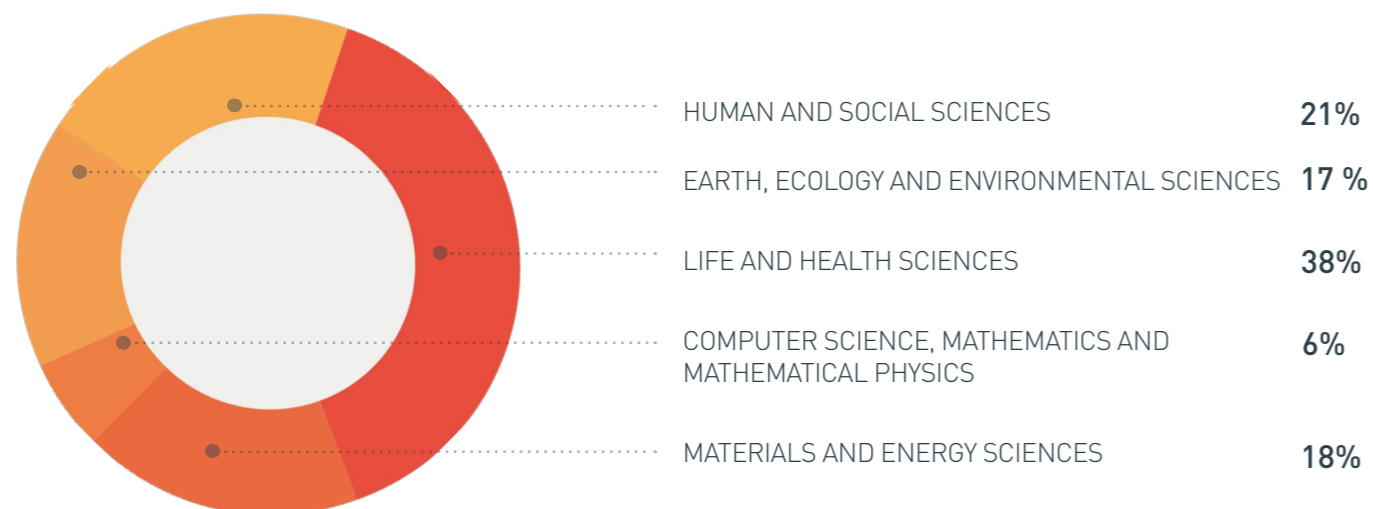 HUMAN AND SOCIAL SCIENCES 21%
EARTH, ECOLOGY AND ENVIRONMENTAL SCIENCES 17 %
LIFE AND HEALTH SCIENCES 38%
COMPUTER SCIENCE, MATHEMATICS AND 6%
MATHEMATICAL PHYSICS
MATERIALS AND ENERGY SCIENCES 18%